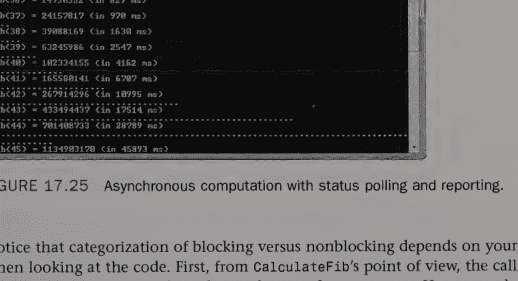 b(37) = 24157817 (in 970 ms)
b(38) = 39088169 (in 1630 ms)
b(39) = 63245986 (in 2547 ms)
b(40) = 102334155 (in 4162 ms)
b(41) = 165580141 (in 6707 ms)
b(42) = 267914296 (in 10995 ms)
b(43) = 433494437 (in 17514 ms)
b(44) = 701408733 (in 28789 ms)
b(45) = 1134903170 (in 45893 ms)
GURE 17.25 Asynchronous computation with status polling and reporting.
otice that categorization of blocking versus nonblocking depends on your
hen looking at the code. First, from CalculateFib's point of view, the call